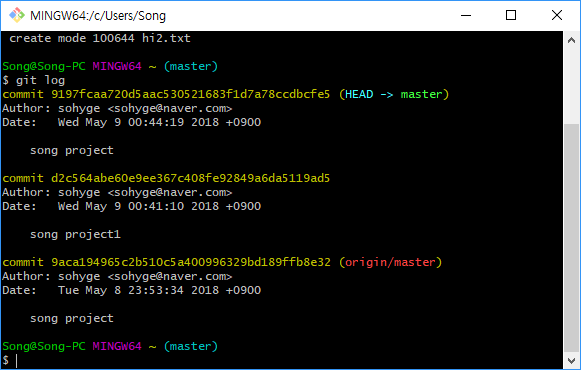 MINGW64:/c/Users/Song
create mode 100644 hi2.txt
Song@Song-PC MINGW64 ~ (master)
$ git log
commit 9197fcaa720d5aac530521683f1d7a78ccdbcfe5 (HEAD -> master)
Author: sohyge <sohyge@naver.com>
Date:   Wed May 9 00:44:19 2018 +0900
song project
commit d2c564abe60e9ee367c408fe92849a6da5119ad5
Author: sohyge <sohyge@naver.com>
Date:   Wed May 9 00:41:10 2018 +0900
song project1
commit 9aca194965c2b510c5a400996329bd189ffb8e32 (origin/master)
Author: sohyge <sohyge@naver.com>
Date:   Tue May 8 23:53:34 2018 +0900
song project
Song@Song-PC MINGW64 ~ (master)
$